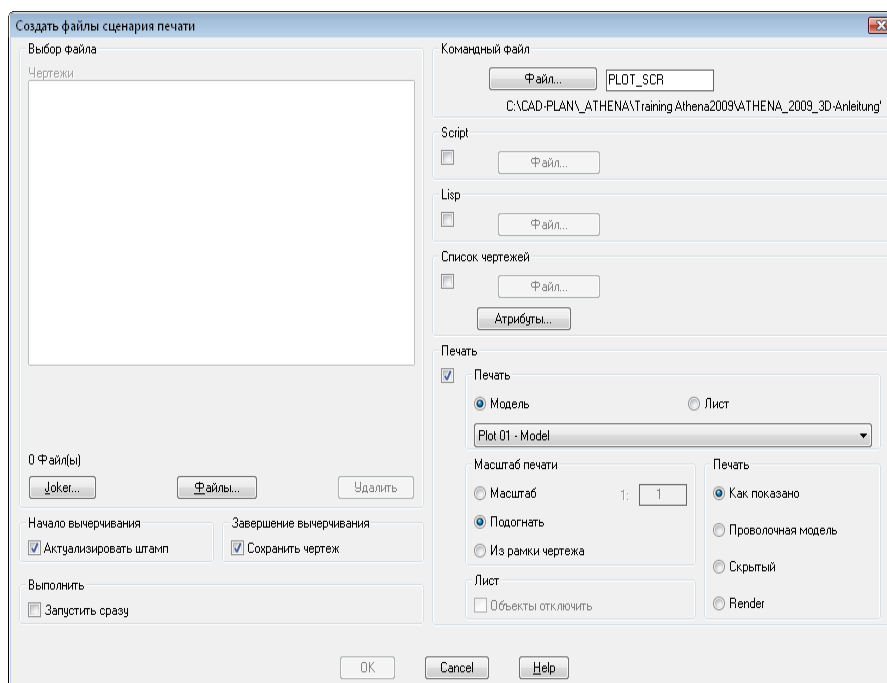 Создать файлы сценария печати
Выбор файла
Чертежи
0 Файл(ы)
Joker...
Файлы...
Удалить
Начало вычерчивания
Актуализировать штамп
Завершение вычерчивания
Сохранить чертеж
Выполнить
Запустить сразу
Командный файл
Файл...
PLOT_SCR
C:\CAD-PLAN\_ATHENA\Training Athena2009\ATHENA_2009_3D-Anleitung'
Script
Файл...
Lisp
Файл...
Список чертежей
Файл...
Атрибуты...
Печать
Печать
Модель
Лист
Plot 01 - Model
Масштаб печати
Масштаб
1:
1
Подогнать
Из рамки чертежа
Лист
Объекты отключить
Печать
Как показано
Проволочная модель
Скрытый
Render
OK
Cancel
Help